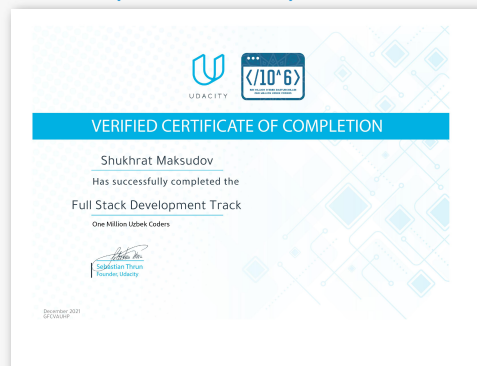 UDACITY
</10^6>
VERIFIED CERTIFICATE OF COMPLETION
Shukhrat Maksudov
Has successfully completed the
Full Stack Development Track
One Million Uzbek Coders
Sebastian Thrun
Founder, Udacity
December 2021
GFCVAUHP